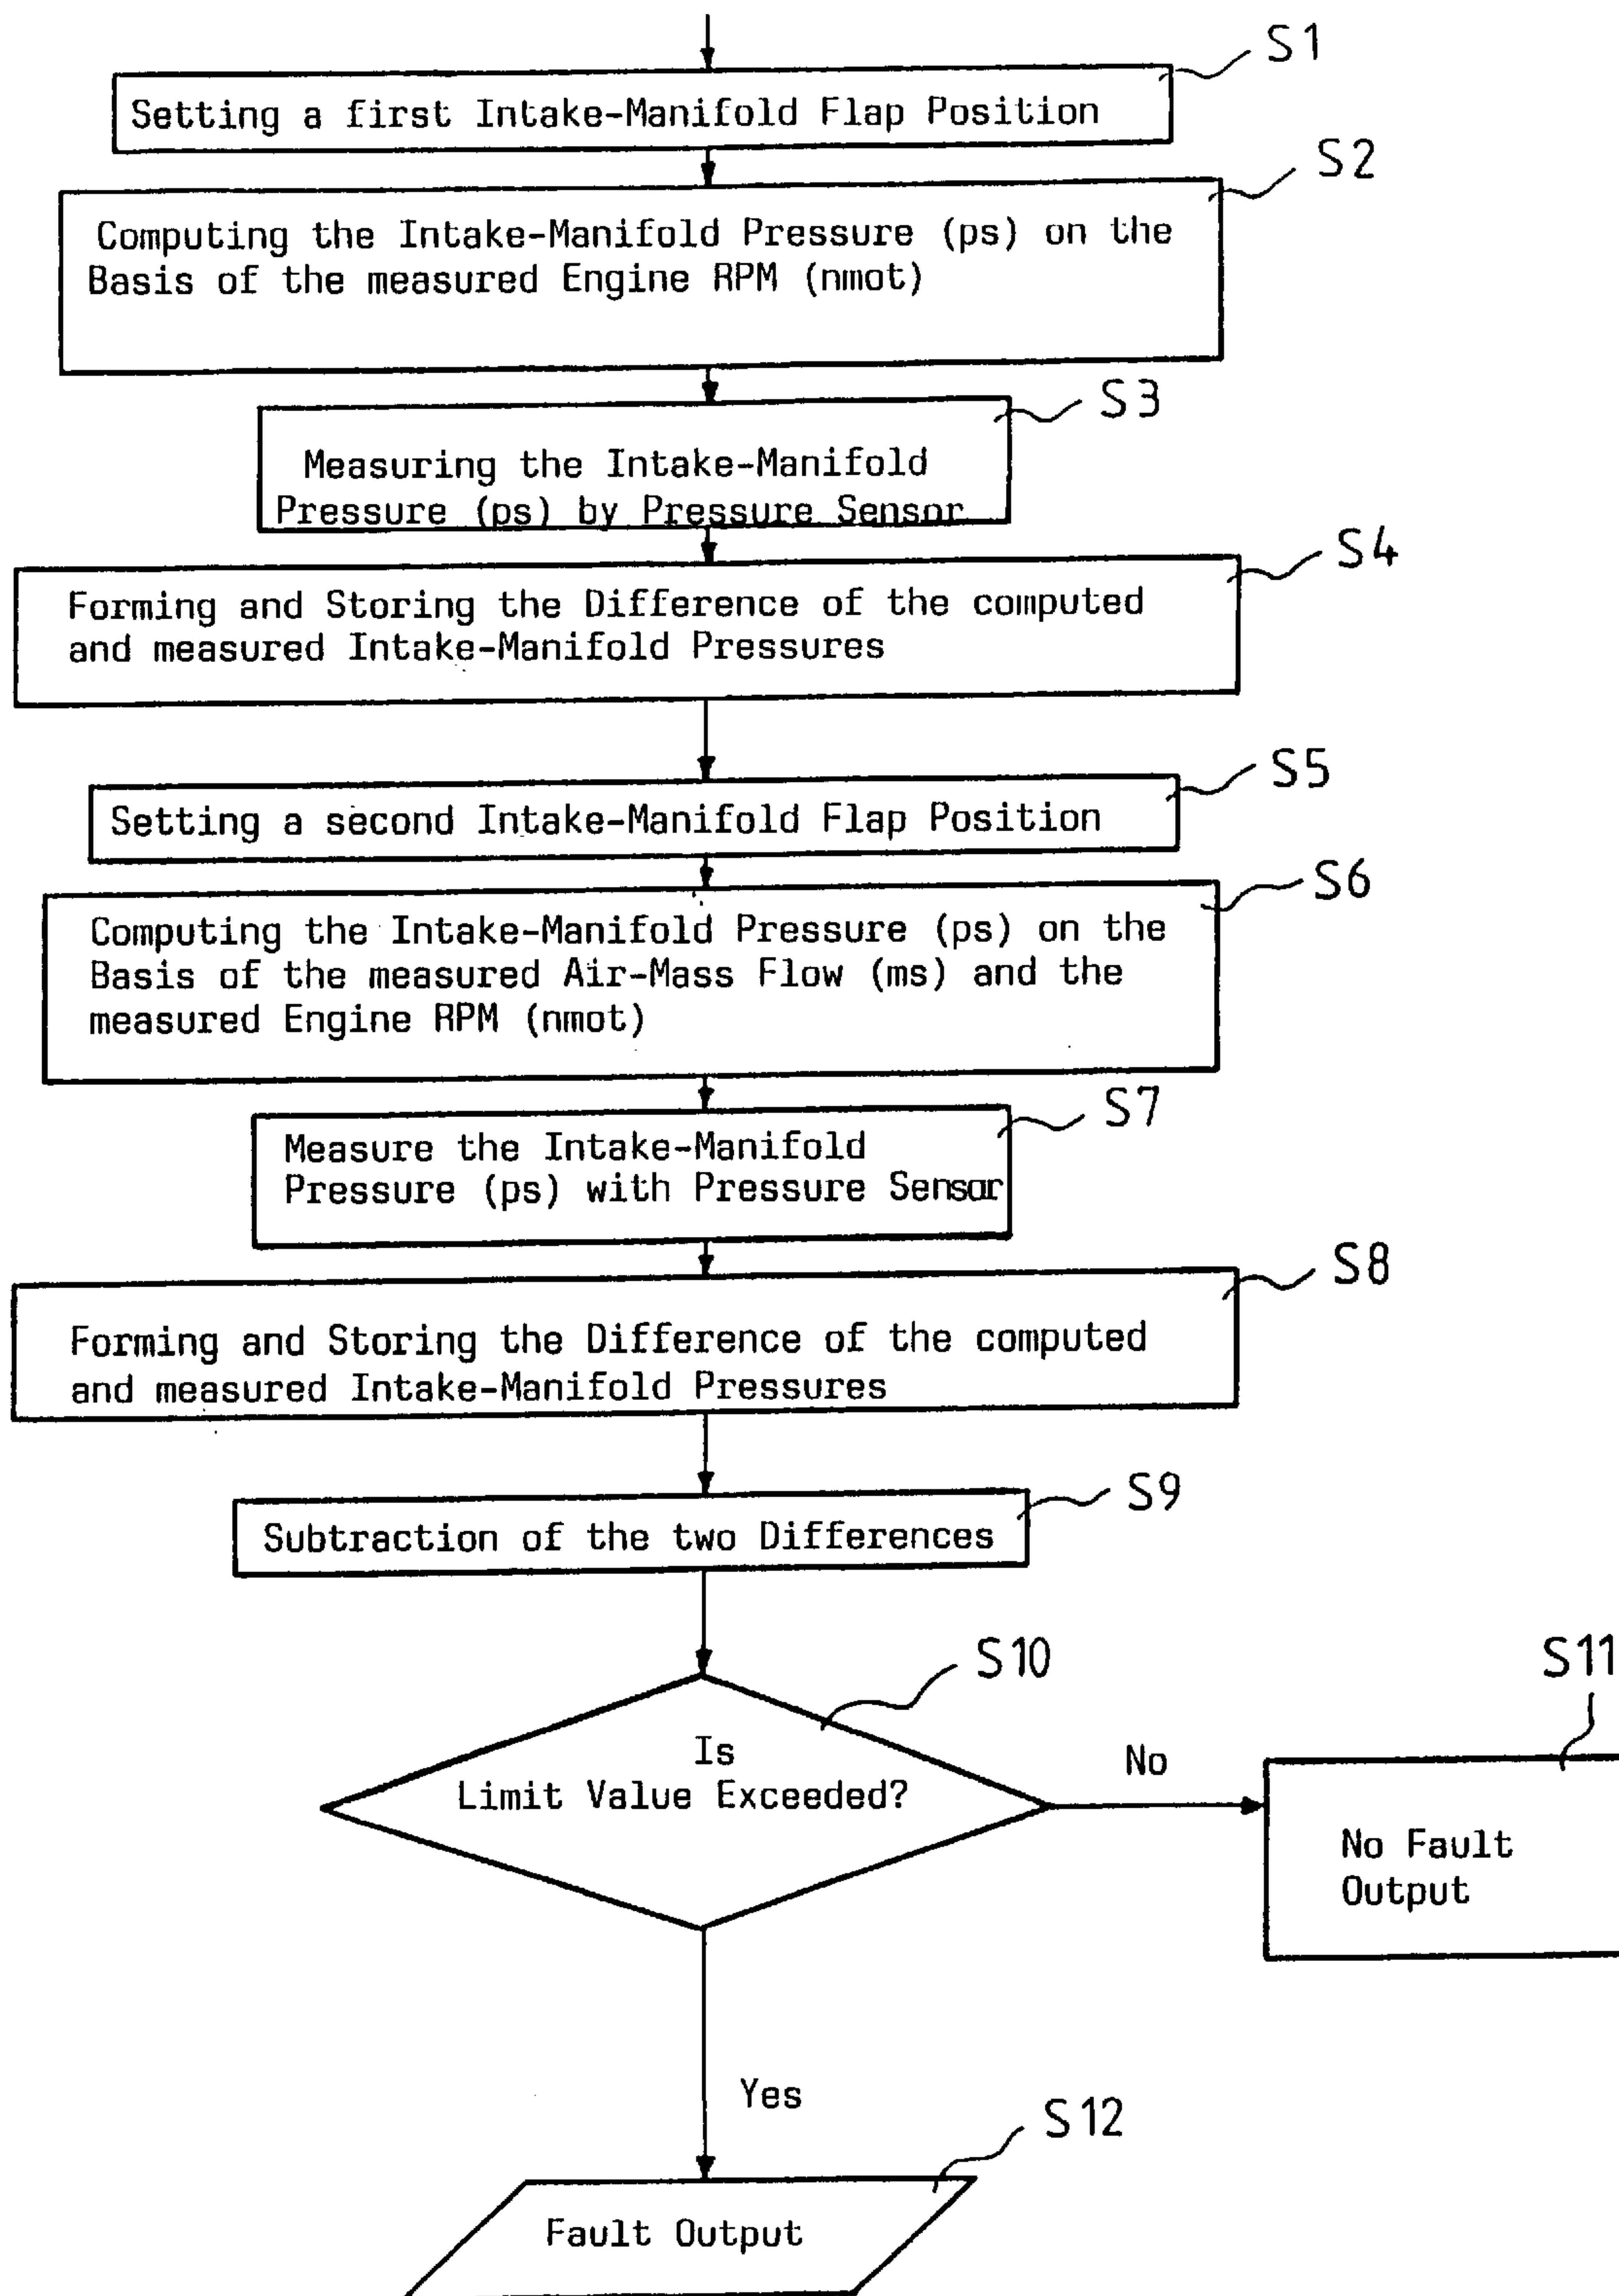 S1
Setting a first Intake-Manifold Flap Position
S2
Computing the Intake-Manifold Pressure (ps) on the
Basis of the measured Engine RPM (nmot)
S3
Measuring the Intake-Manifold
Pressure (ps) by Pressure Sensor
S4
Forming and Storing the Difference of the computed
and measured Intake-Manifold Pressures
S5
Setting a second Intake-Manifold Flap Position
S6
Computing the Intake-Manifold Pressure (ps) on the
Basis of the measured Air-Mass Flow (ms) and the
measured Engine RPM (nmot)
S7
Measure the Intake-Manifold
Pressure (ps) with Pressure Sensor
S8
Forming and Storing the Difference of the computed
and measured Intake-Manifold Pressures
S9
Subtraction of the two Differences
S10
Is
Limit Value Exceeded?
No
S11
No Fault
Output
Yes
S12
Fault Output